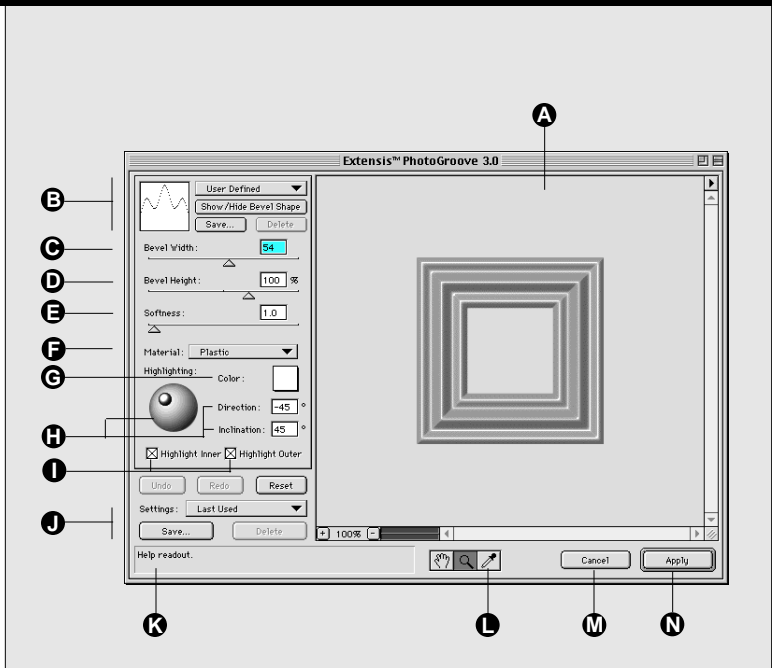 A
Extensis™ PhotoGroove 3.0
B
User Defined
Show/Hide Bevel Shape
Save... Delete
C
Bevel Width: 54
D
Bevel Height: 100 %
E
Softness: 1.0
F
Material: Plastic
G
Highlighting:
Color:
H
Direction: -45 °
Inclination: 45 °
I
Highlight Inner Highlight Outer
Undo Redo Reset
J
Settings: Last Used
Save... Delete
+ 100% -
Help readout.
Cancel Apply
K L M N